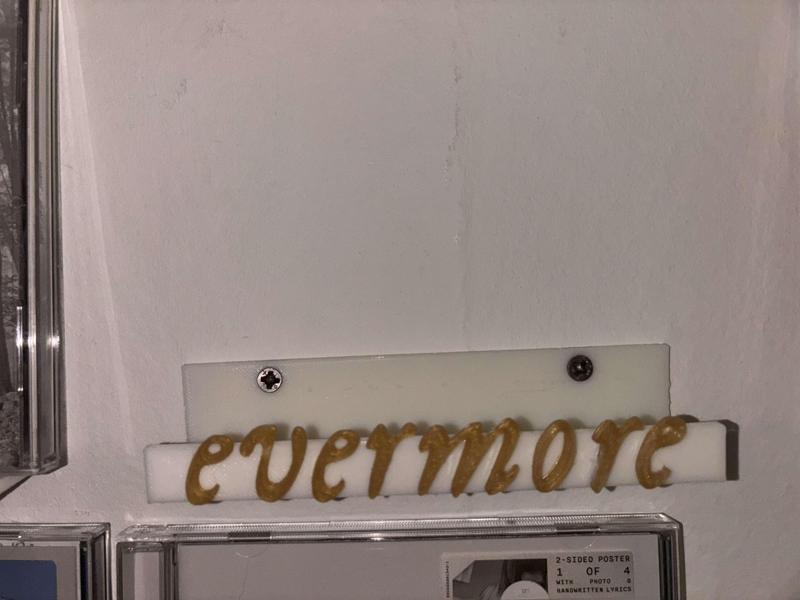 evermore
2-SIDED POSTER
1 OF 4
WITH PHOTO &
HANDWRITTEN LYRICS